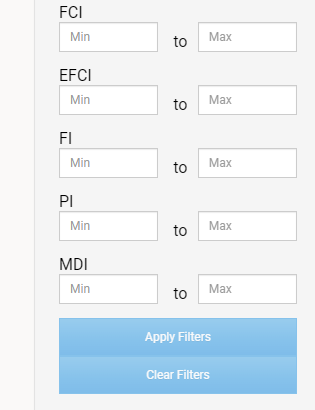 FCI
Min to Max
EFCI
Min to Max
FI
Min to Max
PI
Min to Max
MDI
Min to Max
Apply Filters
Clear Filters